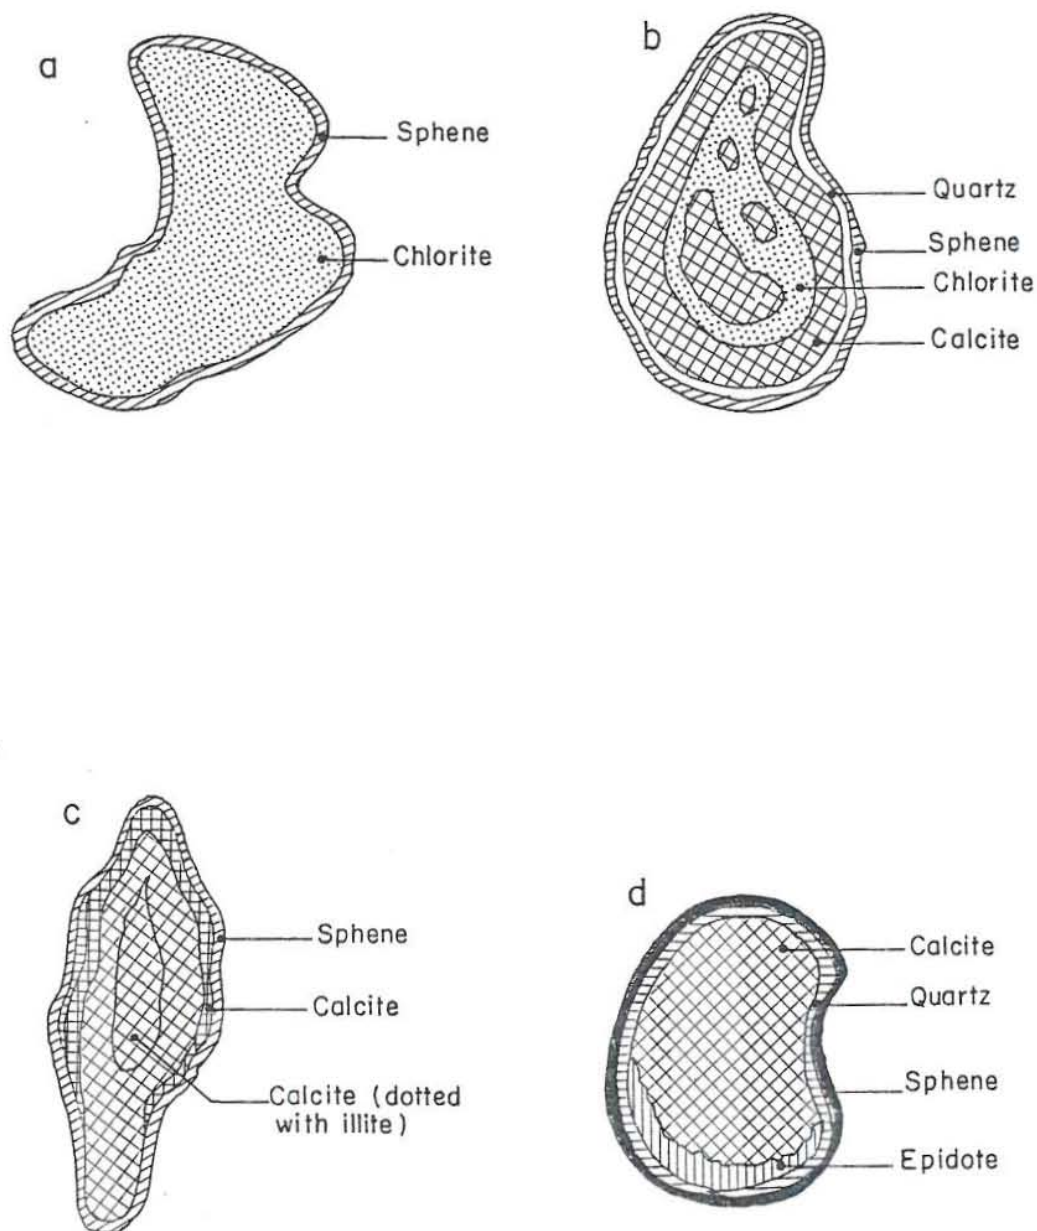 a
Sphene
Chlorite
b
Quartz
Sphene
Chlorite
Calcite
c
Sphene
Calcite
Calcite (dotted
with illite)
d
Calcite
Quartz
Sphene
Epidote